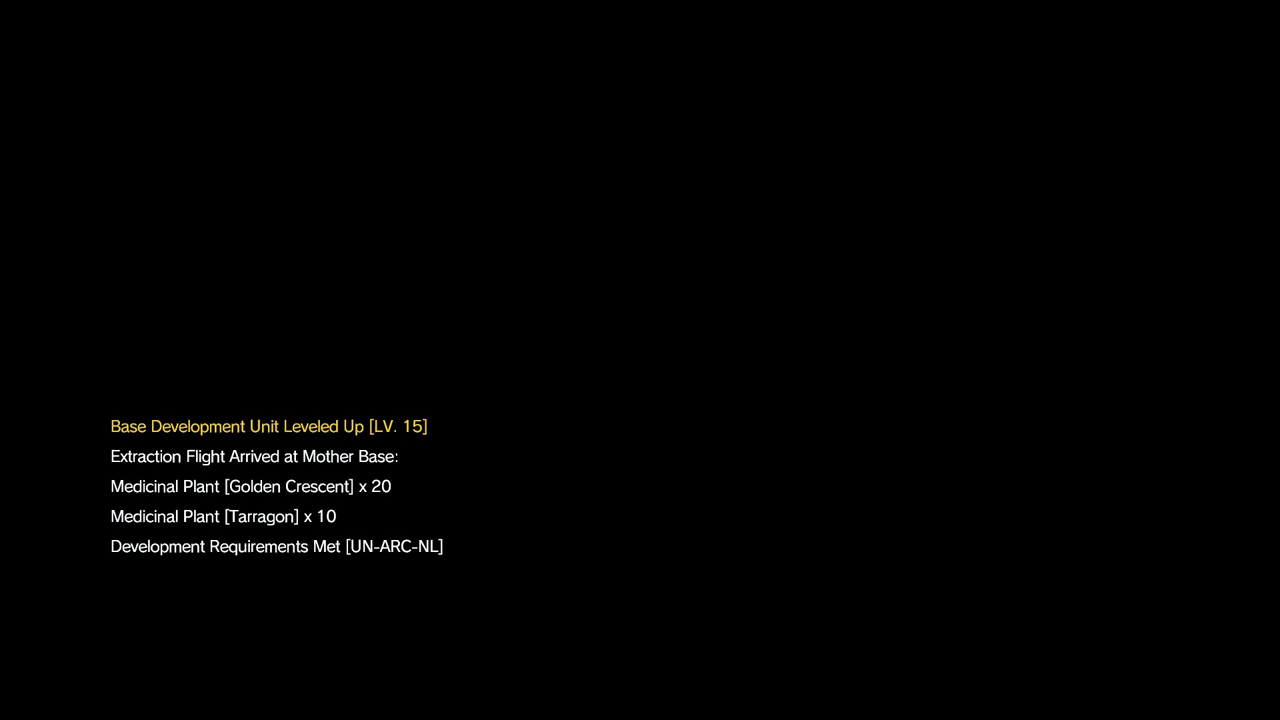 Base Development Unit Leveled Up [LV. 15]
Extraction Flight Arrived at Mother Base:
Medicinal Plant [Golden Crescent] x 20
Medicinal Plant [Tarragon] x 10
Development Requirements Met [UN-ARC-NL]